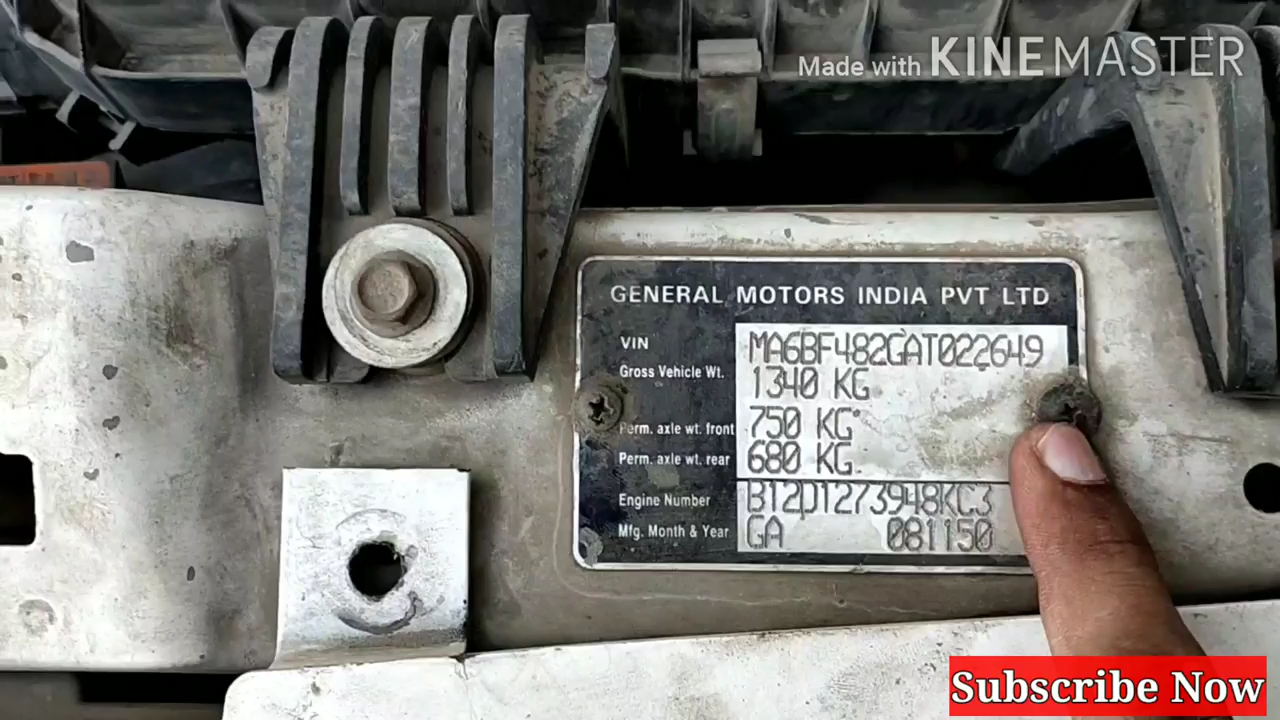 Made with KINEMASTER
GENERAL MOTORS INDIA PVT LTD
VIN MA6BF482GAT022649
Gross Vehicle Wt. 1340 KG
Perm. axle wt. front 750 KG
Perm. axle wt. rear 680 KG
Engine Number B12D1273948KC3
Mfg. Month & Year GA 081150
Subscribe Now